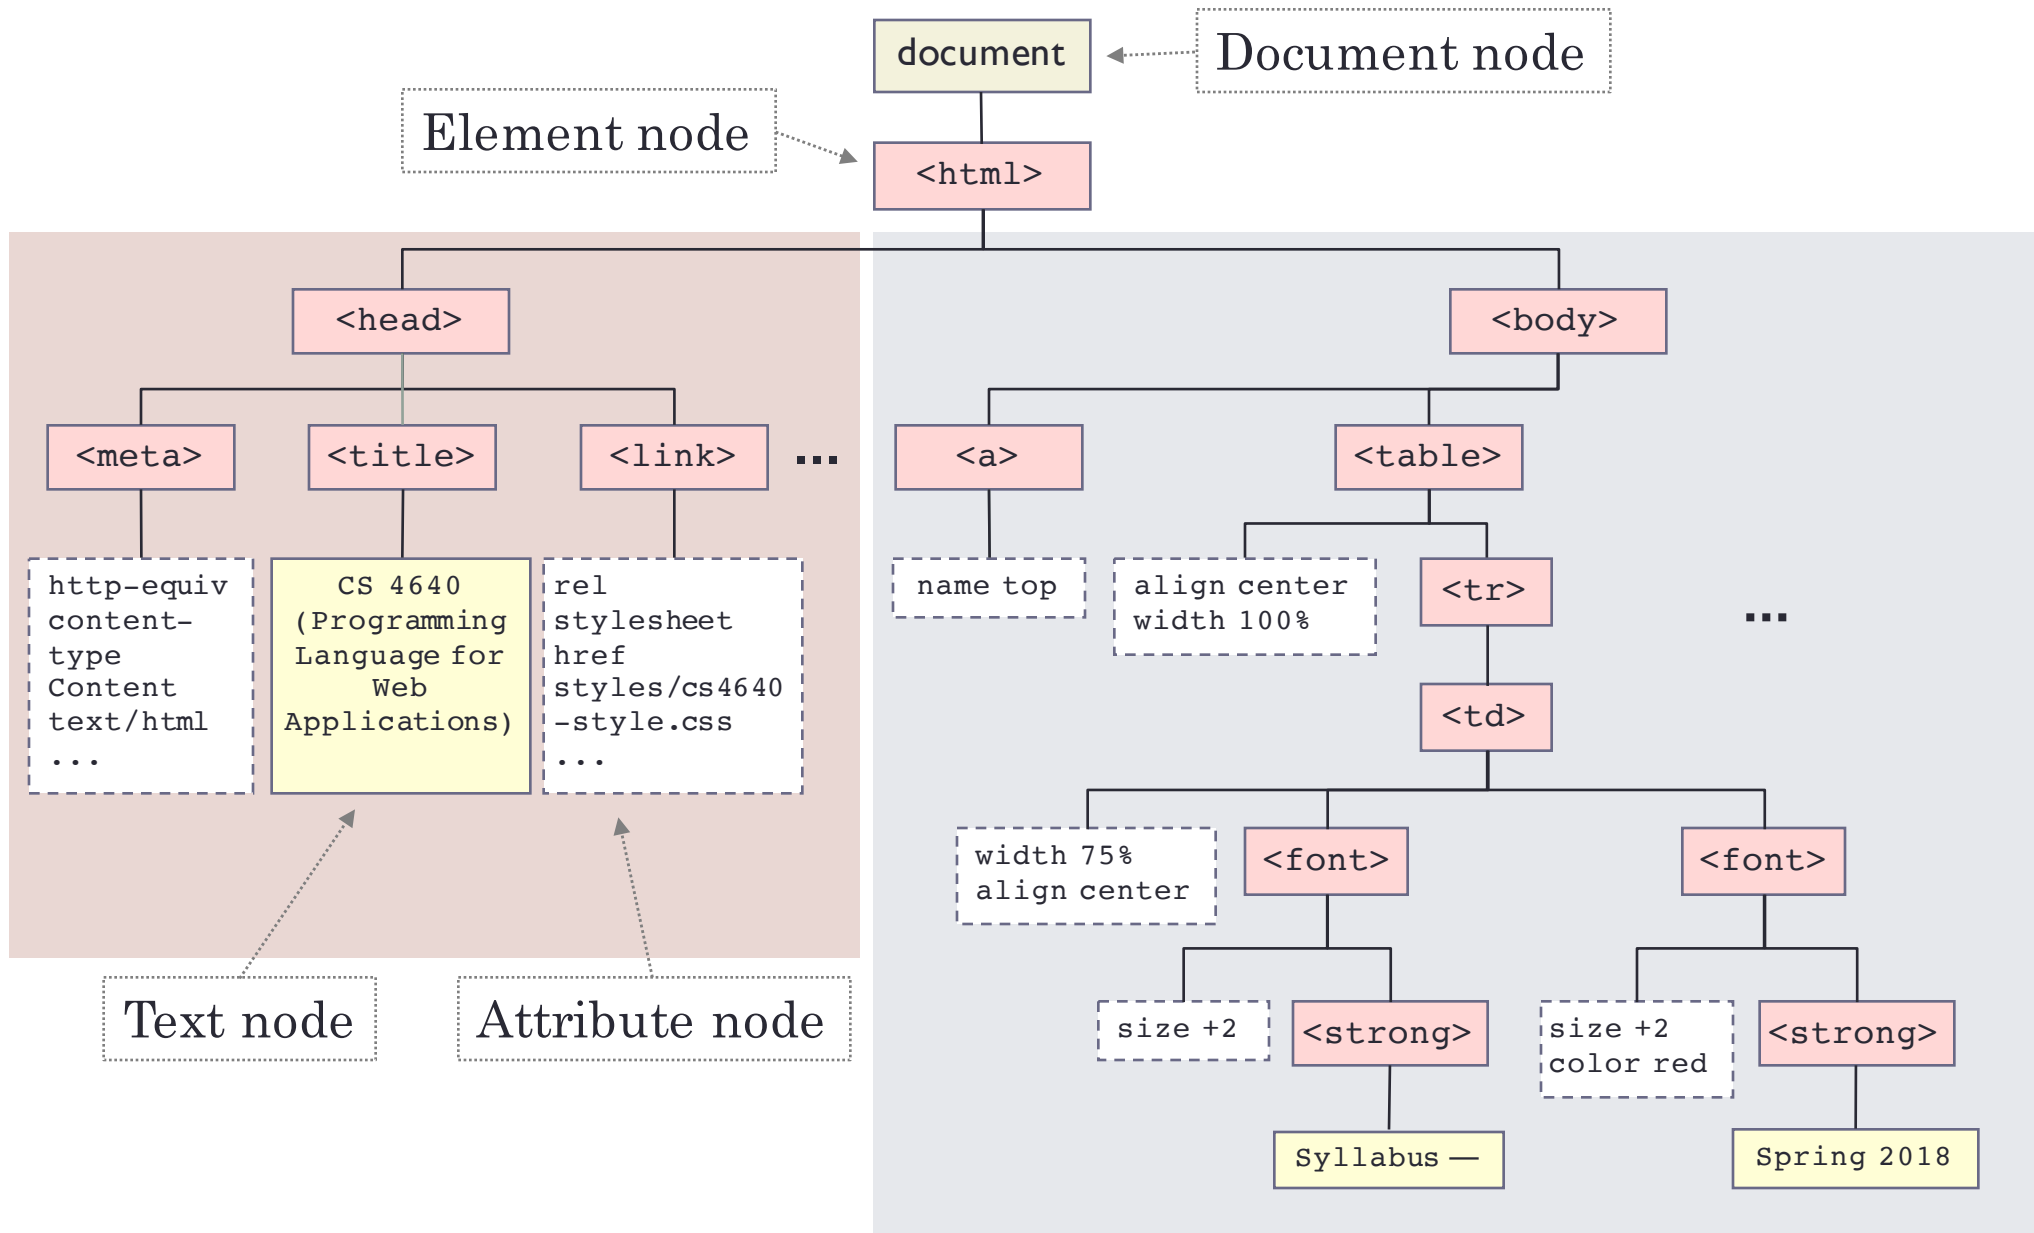 document
Document node
Element node
<html>
<head>
<body>
<meta>
<title>
<link>
...
<a>
<table>
http-equiv
content-
type
Content
text/html
...
CS 4640
(Programming
Language for
Web
Applications)
rel
stylesheet
href
styles/cs4640
-style.css
...
name top
align center
width 100%
<tr>
...
<td>
width 75%
align center
<font>
<font>
Text node
Attribute node
size +2
<strong>
size +2
color red
<strong>
Syllabus —
Spring 2018